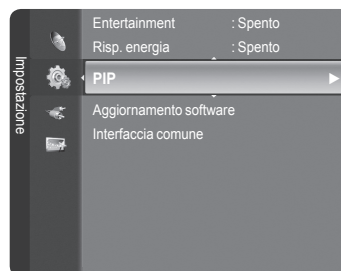 Impostazione
Entertainment : Spento
Risp. energia : Spento
PIP
Aggiornamento software
Interfaccia comune